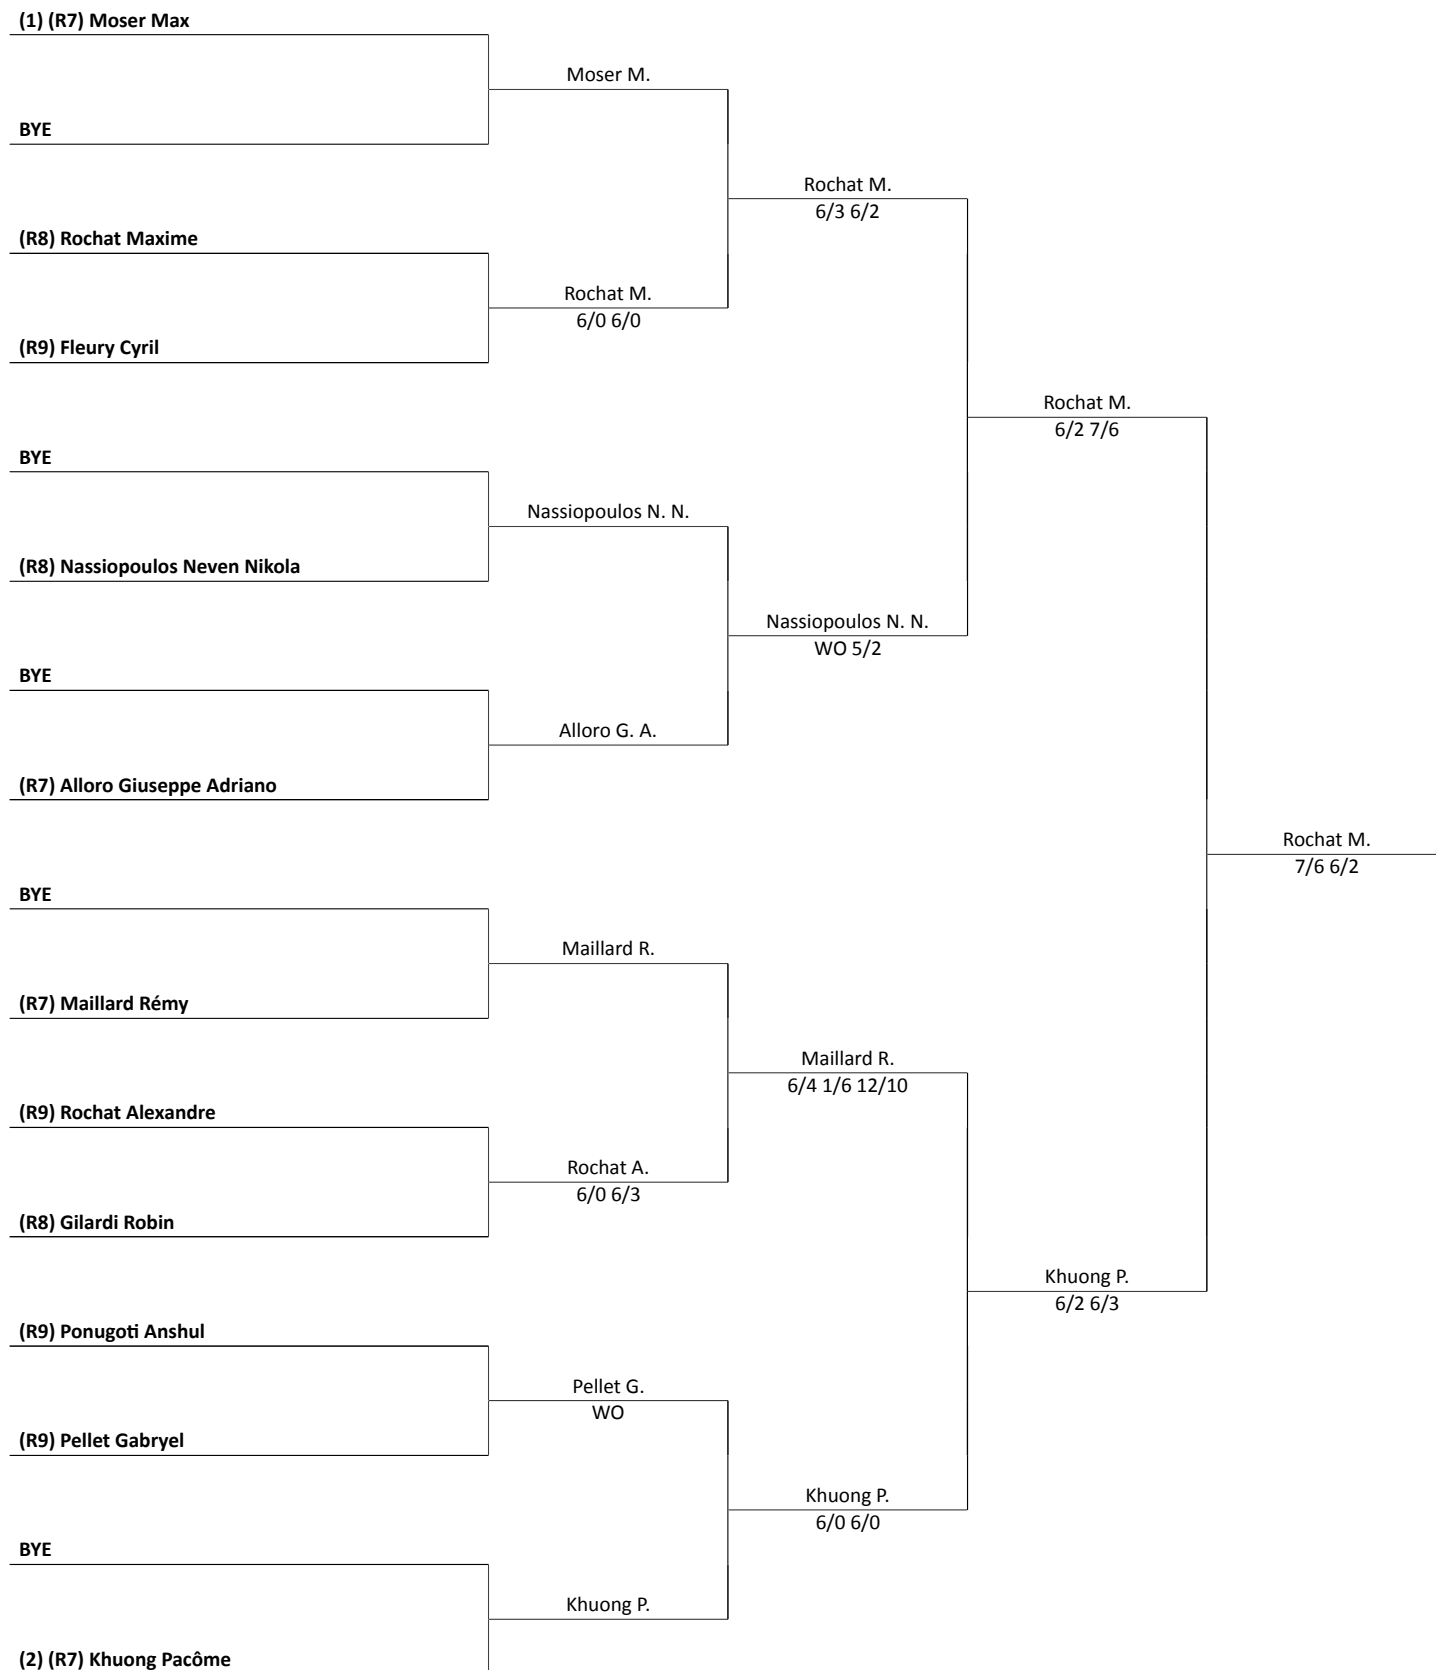 (1) (R7) Moser Max
Moser M.
BYE
Rochat M.
6/3 6/2
(R8) Rochat Maxime
Rochat M.
6/0 6/0
(R9) Fleury Cyril
Rochat M.
6/2 7/6
BYE
Nassiopoulos N. N.
(R8) Nassiopoulos Neven Nikola
Nassiopoulos N. N.
WO 5/2
BYE
Alloro G. A.
(R7) Alloro Giuseppe Adriano
Rochat M.
7/6 6/2
BYE
Maillard R.
(R7) Maillard Rémy
Maillard R.
6/4 1/6 12/10
(R9) Rochat Alexandre
Rochat A.
6/0 6/3
(R8) Gilardi Robin
Khuong P.
6/2 6/3
(R9) Ponugoti Anshul
Pellet G.
WO
(R9) Pellet Gabryel
Khuong P.
6/0 6/0
BYE
Khuong P.
(2) (R7) Khuong Pacôme